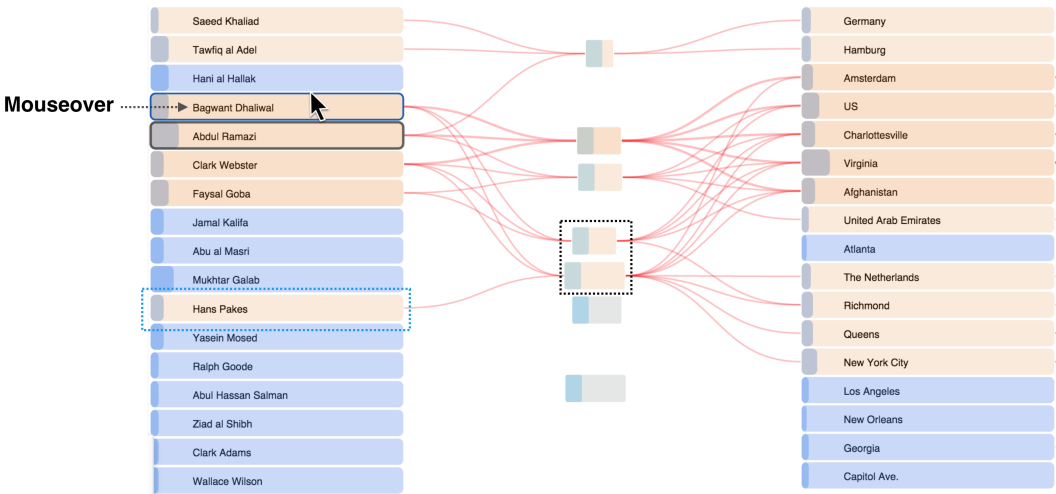 Saeed Khaliad
Tawfiq al Adel
Hani al Hallak
Mouseover
Bagwant Dhaliwal
Abdul Ramazi
Clark Webster
Faysal Goba
Jamal Kalifa
Abu al Masri
Mukhtar Galab
Hans Pakes
Yasein Mosed
Ralph Goode
Abul Hassan Salman
Ziad al Shibh
Clark Adams
Wallace Wilson
Germany
Hamburg
Amsterdam
US
Charlottesville
Virginia
Afghanistan
United Arab Emirates
Atlanta
The Netherlands
Richmond
Queens
New York City
Los Angeles
New Orleans
Georgia
Capitol Ave.